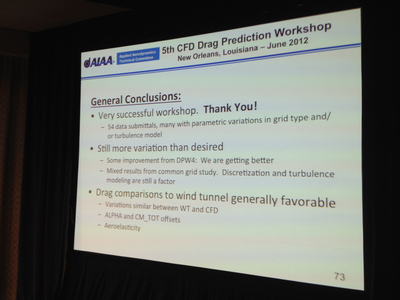 AIAA
Applied Aerodynamics
Technical Committee
5th CFD Drag Prediction Workshop
New Orleans, Louisiana – June 2012
General Conclusions:
• Very successful workshop. Thank You!
– 54 data submittals, many with parametric variations in grid type and/
or turbulence model
• Still more variation than desired
– Some improvement from DPW4: We are getting better
– Mixed results from common grid study. Discretization and turbulence
modeling are still a factor
• Drag comparisons to wind tunnel generally favorable
– Variations similar between WT and CFD
– ALPHA and CM_TOT offsets
– Aeroelasticity
73